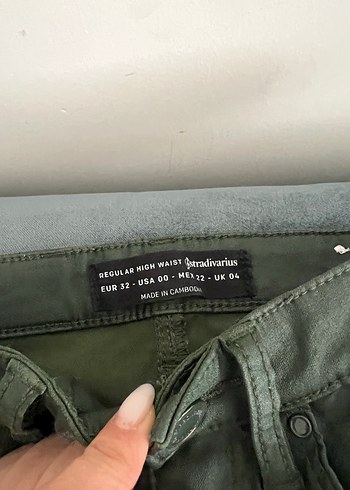 REGULAR HIGH WAIST Stradivarius
EUR 32 - USA 00 - MEX 22 - UK 04
MADE IN CAMBODIA